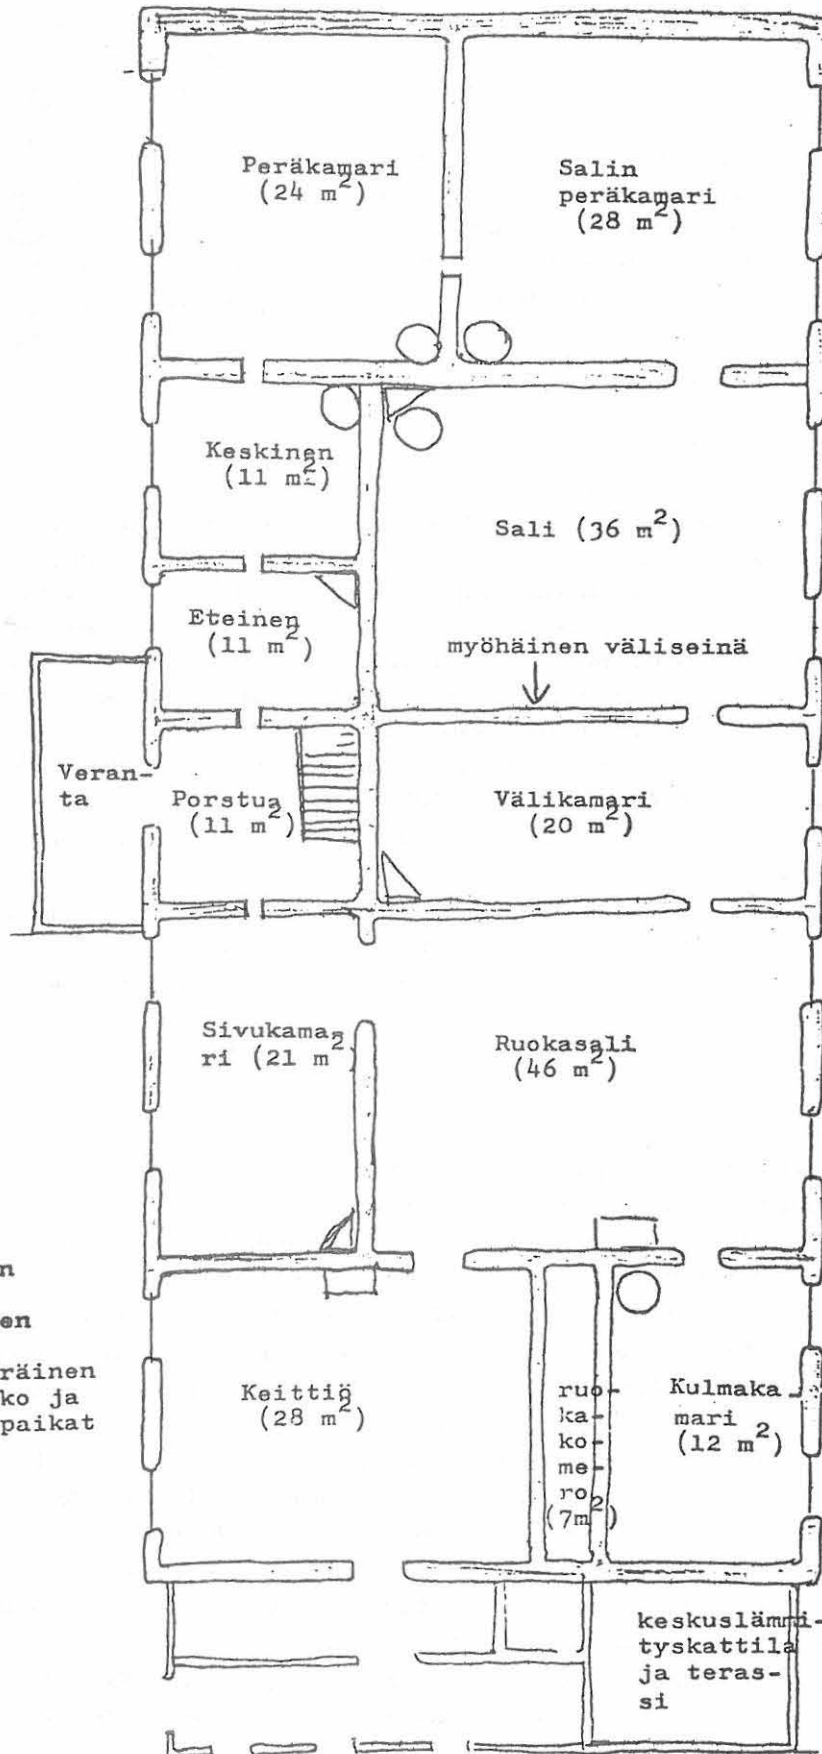 Peräkamari
(24 m²)
Salin
peräkamari
(28 m²)
Keskinen
(11 m²)
Sali (36 m²)
Eteinen
(11 m²)
myöhäinen väliseinä
Veran-
ta
Porstua
(11 m²)
Välikamari
(20 m²)
Sivukama-
ri (21 m²
Ruokasali
(46 m²)
n
en
räinen
ko ja
paikat
Keittiö
(28 m²)
ruo-
ka-
ko-
me-
ro
(7m²)
Kulmaka-
mari
(12 m²)
keskuslämmi-
tyskattila
ja teras-
si